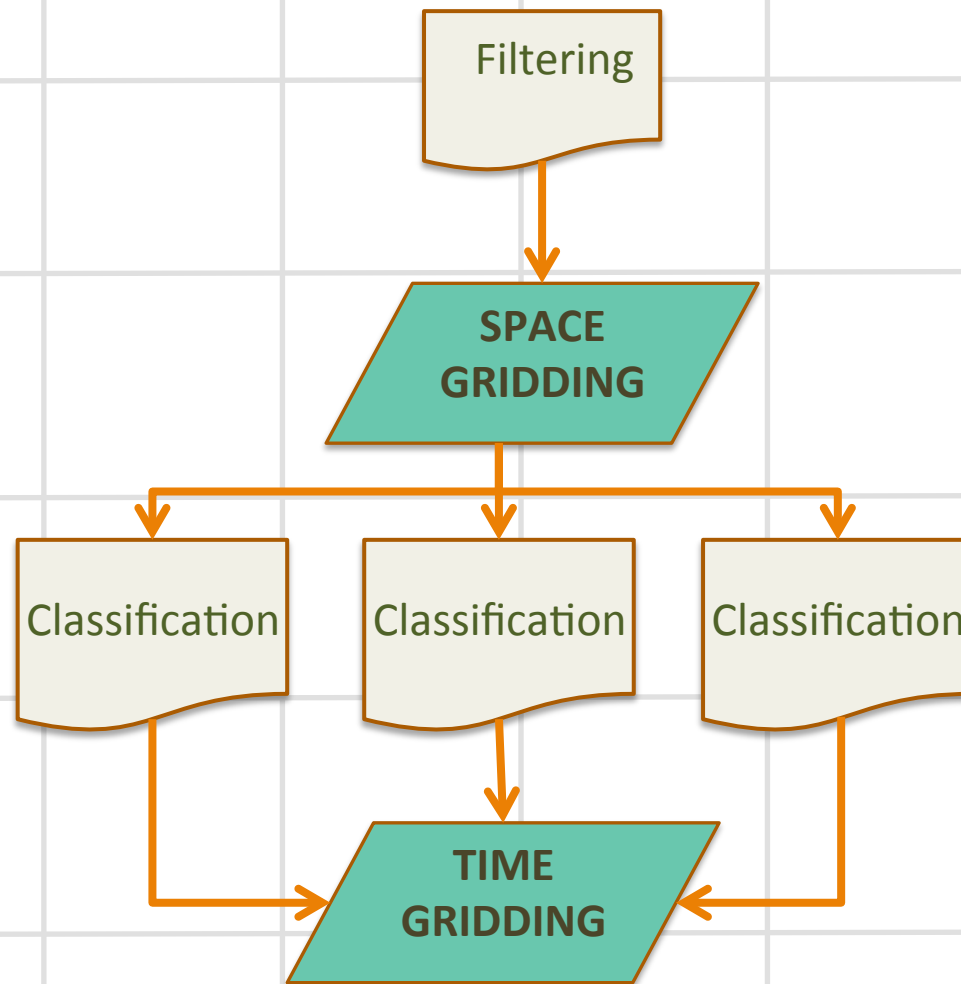 Filtering
SPACE
GRIDDING
Classification
Classification
Classification
TIME
GRIDDING